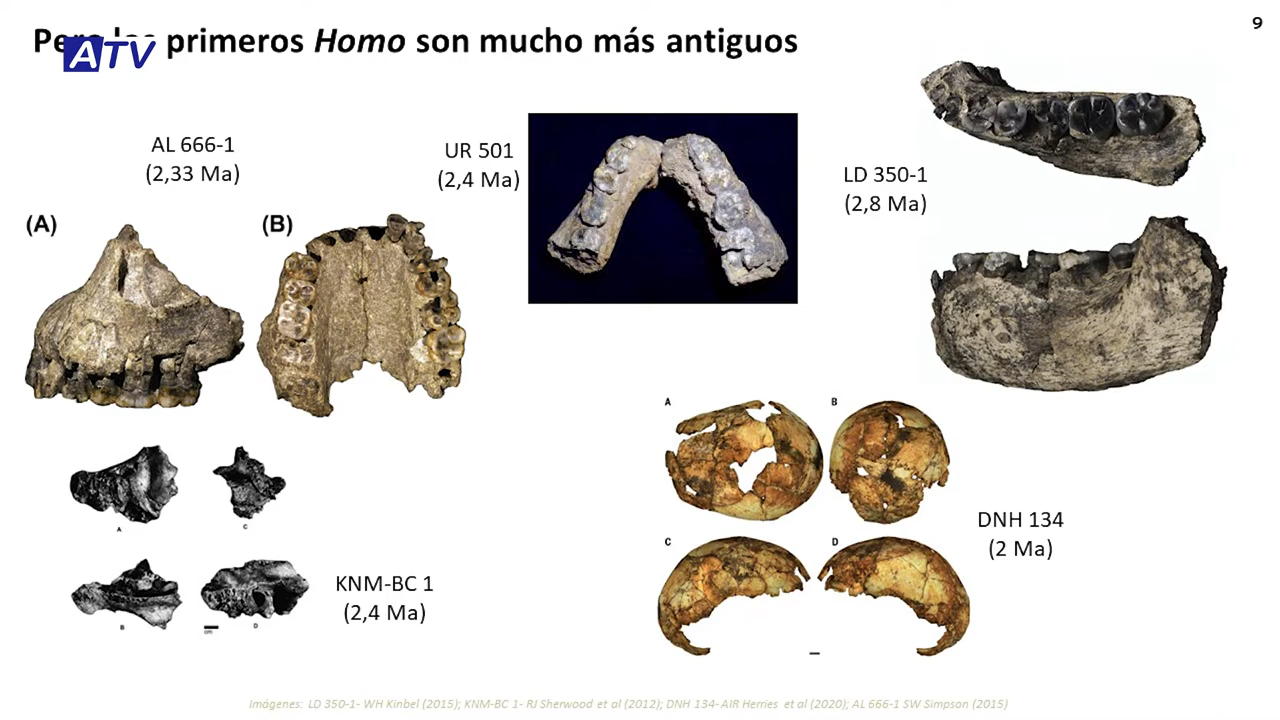 9
primeros Homo son mucho más antiguos
ATV
AL 666-1
(2,33 Ma)
UR 501
(2,4 Ma)
LD 350-1
(2,8 Ma)
(A)
(B)
A
B
C
D
DNH 134
(2 Ma)
A
C
B
D
cm
KNM-BC 1
(2,4 Ma)
Imágenes: LD 350-1- WH Kinbel (2015); KNM-BC 1- RJ Sherwood et al (2012); DNH 134- AIR Herries et al (2020); AL 666-1 SW Simpson (2015)